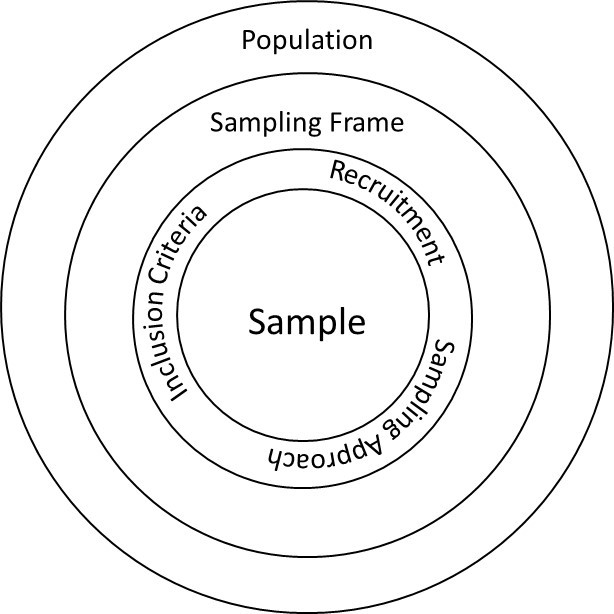 Population
Sampling Frame
Recruitment
Inclusion Criteria
Sample
Sampling Approach